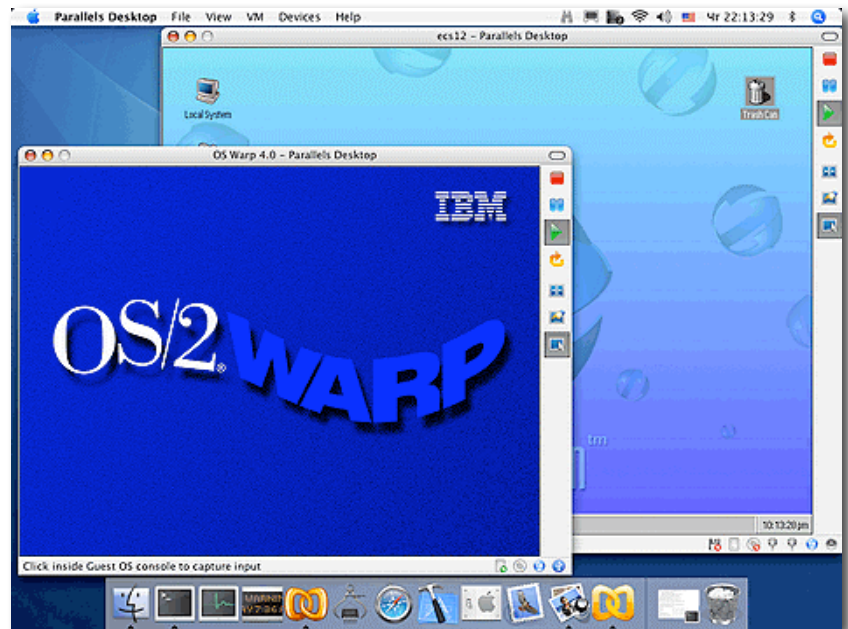 Parallels Desktop File View VM Devices Help Чт 22:13:29
ecs12 – Parallels Desktop
Local System
Trash Can
OS Warp 4.0 – Parallels Desktop
IBM
OS/2® WARP
tm
10:13:28 pm
Click inside Guest OS console to capture input